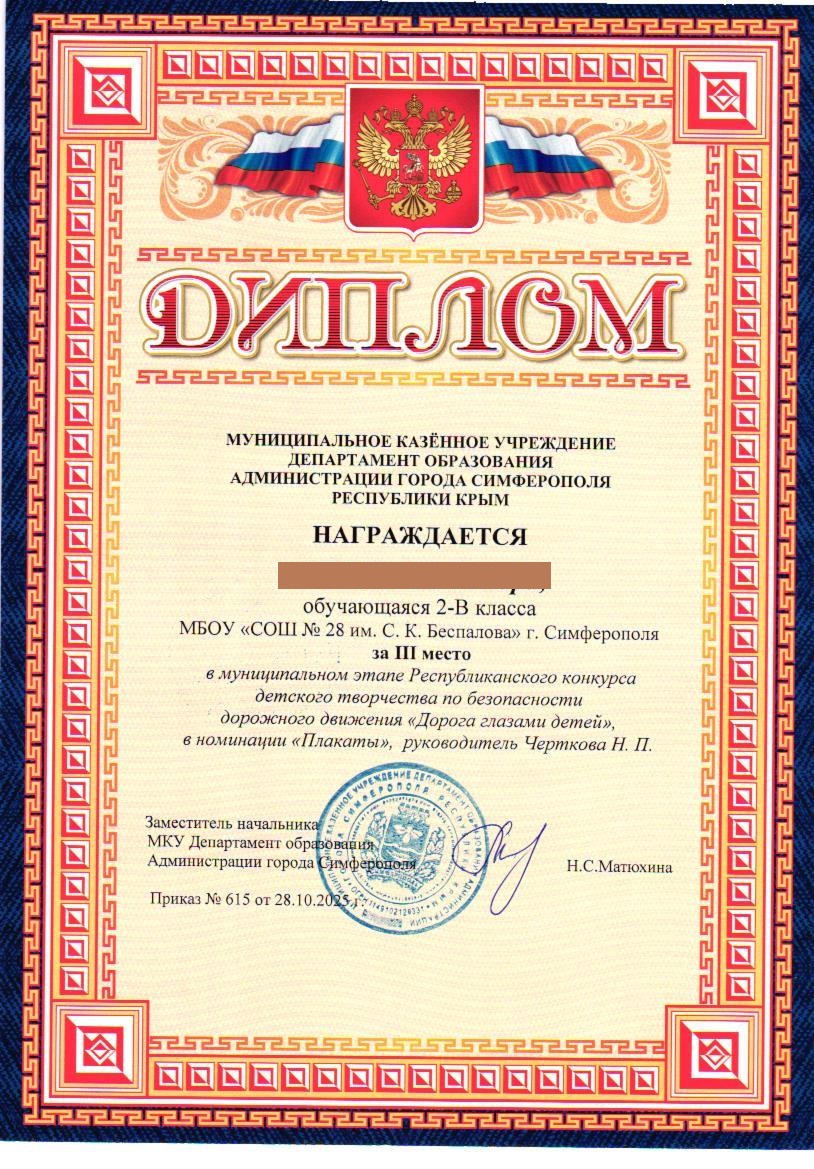 ДИПЛОМ
МУНИЦИПАЛЬНОЕ КАЗЁННОЕ УЧРЕЖДЕНИЕ
ДЕПАРТАМЕНТ ОБРАЗОВАНИЯ
АДМИНИСТРАЦИИ ГОРОДА СИМФЕРОПОЛЯ
РЕСПУБЛИКИ КРЫМ
НАГРАЖДАЕТСЯ
обучающаяся 2-В класса
МБОУ «СОШ № 28 им. С. К. Беспалова» г. Симферополя
за III место
в муниципальном этапе Республиканского конкурса
детского творчества по безопасности
дорожного движения «Дорога глазами детей»,
в номинации «Плакаты», руководитель Черткова Н. П.
Заместитель начальника
МКУ Департамент образования
Администрации города Симферополя
Н.С.Матюхина
Приказ № 615 от 28.10.2025 г.